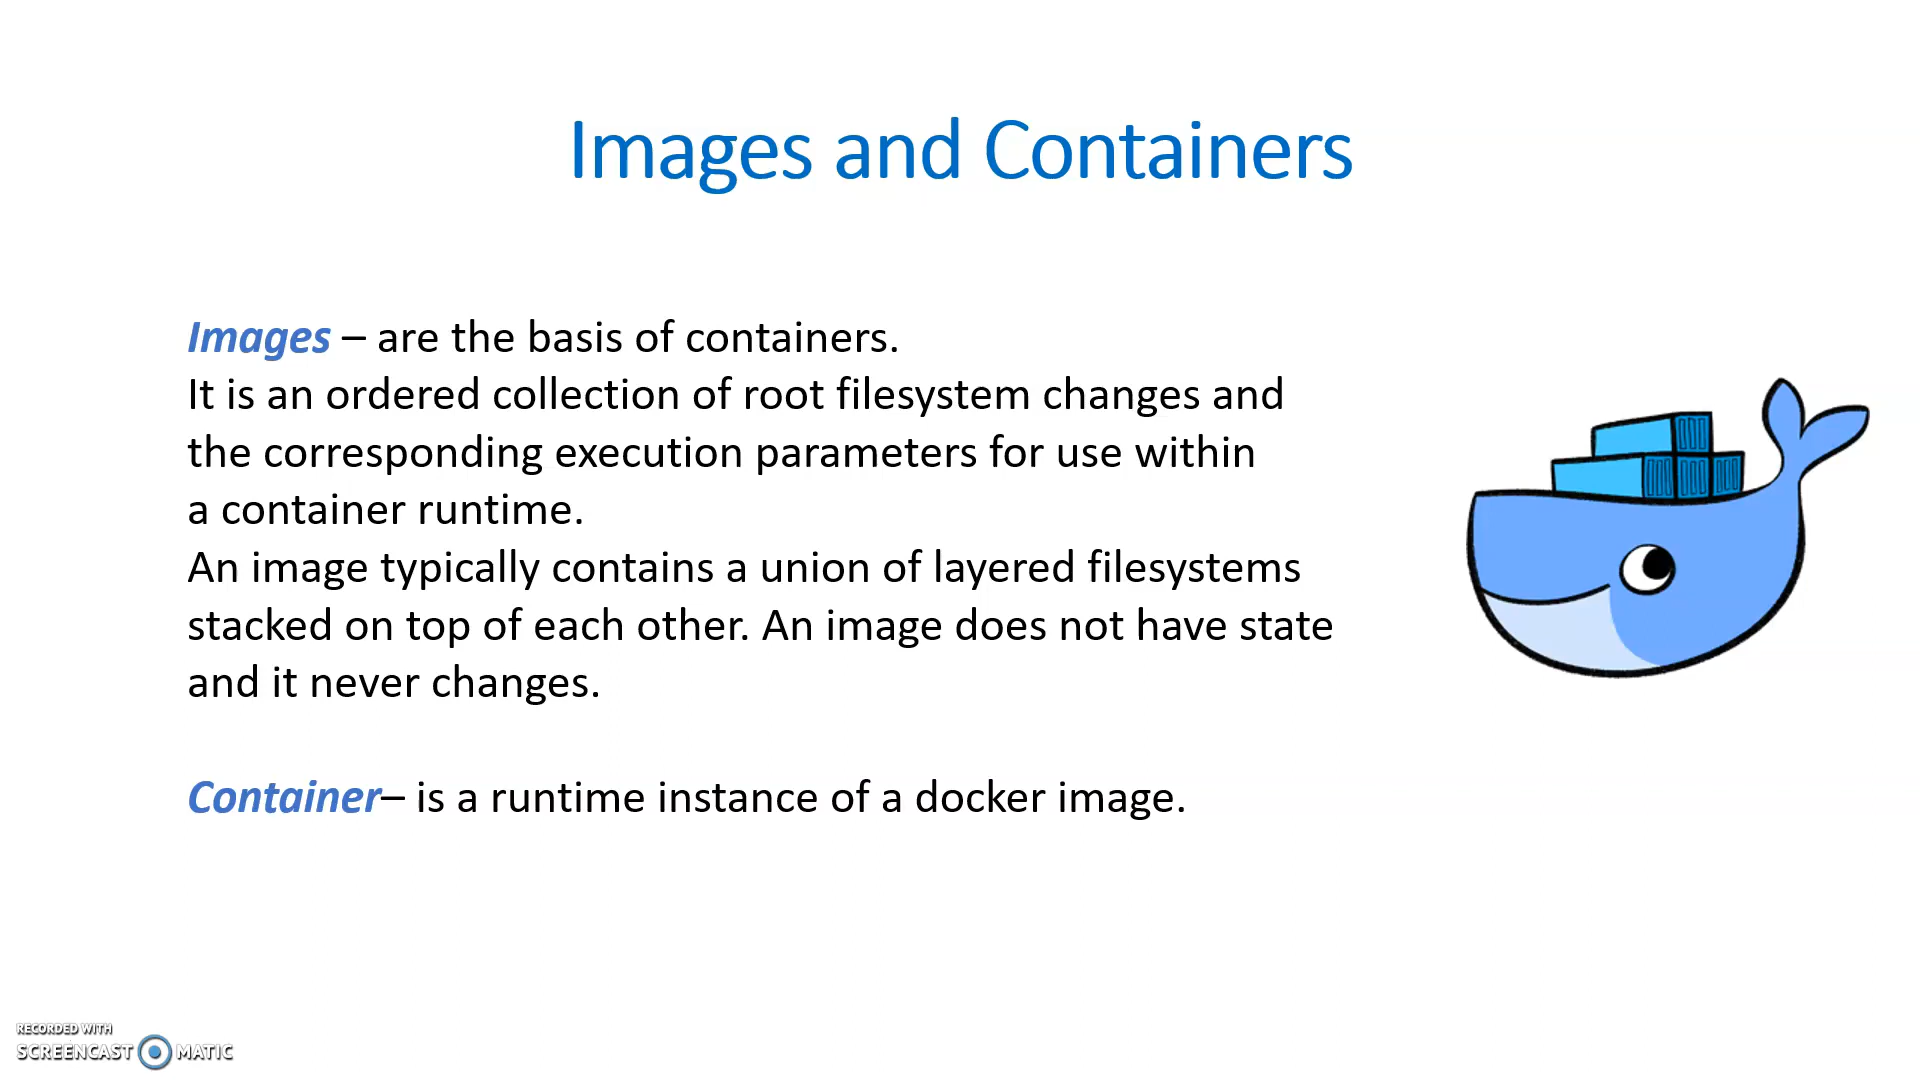 Images and Containers
Images – are the basis of containers.
It is an ordered collection of root filesystem changes and
the corresponding execution parameters for use within
a container runtime.
An image typically contains a union of layered filesystems
stacked on top of each other. An image does not have state
and it never changes.
Container– is a runtime instance of a docker image.
RECORDED WITH
SCREENCAST MATIC